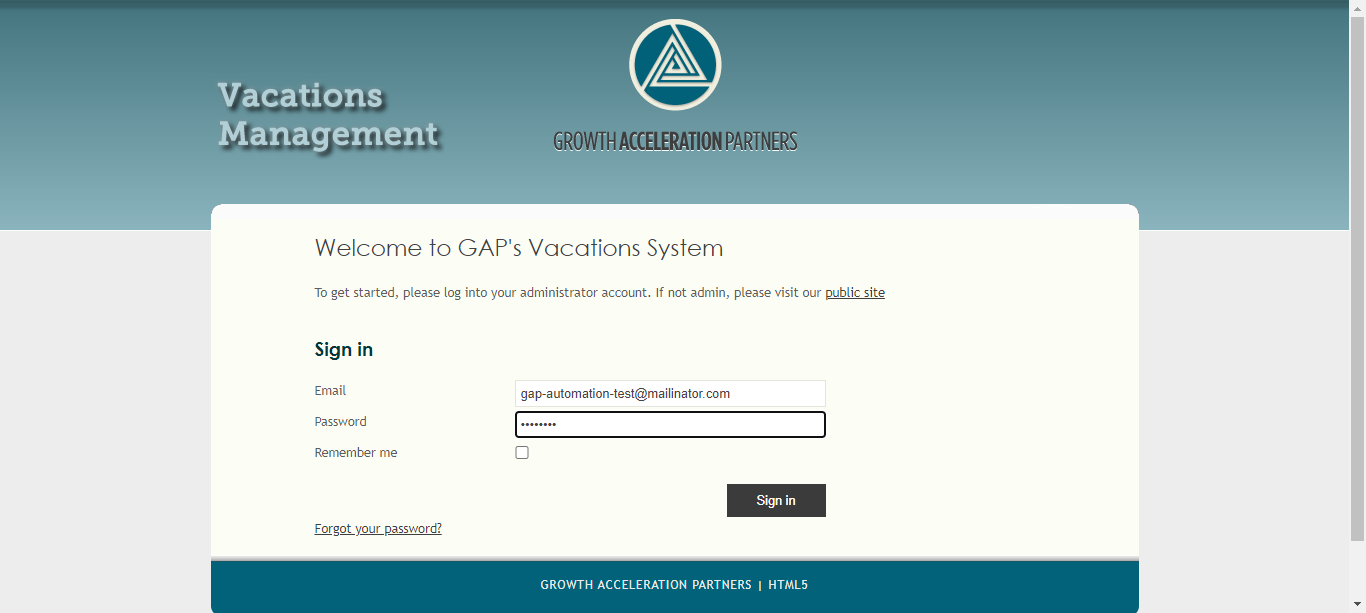 Vacations
Management
GROWTH ACCELERATION PARTNERS
Welcome to GAP's Vacations System
To get started, please log into your administrator account. If not admin, please visit our public site
Sign in
Email
gap-automation-test@mailinator.com
Password
••••••••
Remember me
Sign in
Forgot your password?
GROWTH ACCELERATION PARTNERS | HTML5